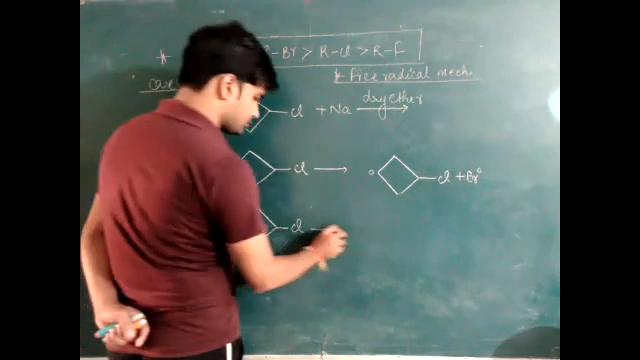 * -Br > R-Cl > R-F
* Free radical mech.
Cl + Na dry ether →
Cl → Cl + Br°
Cl